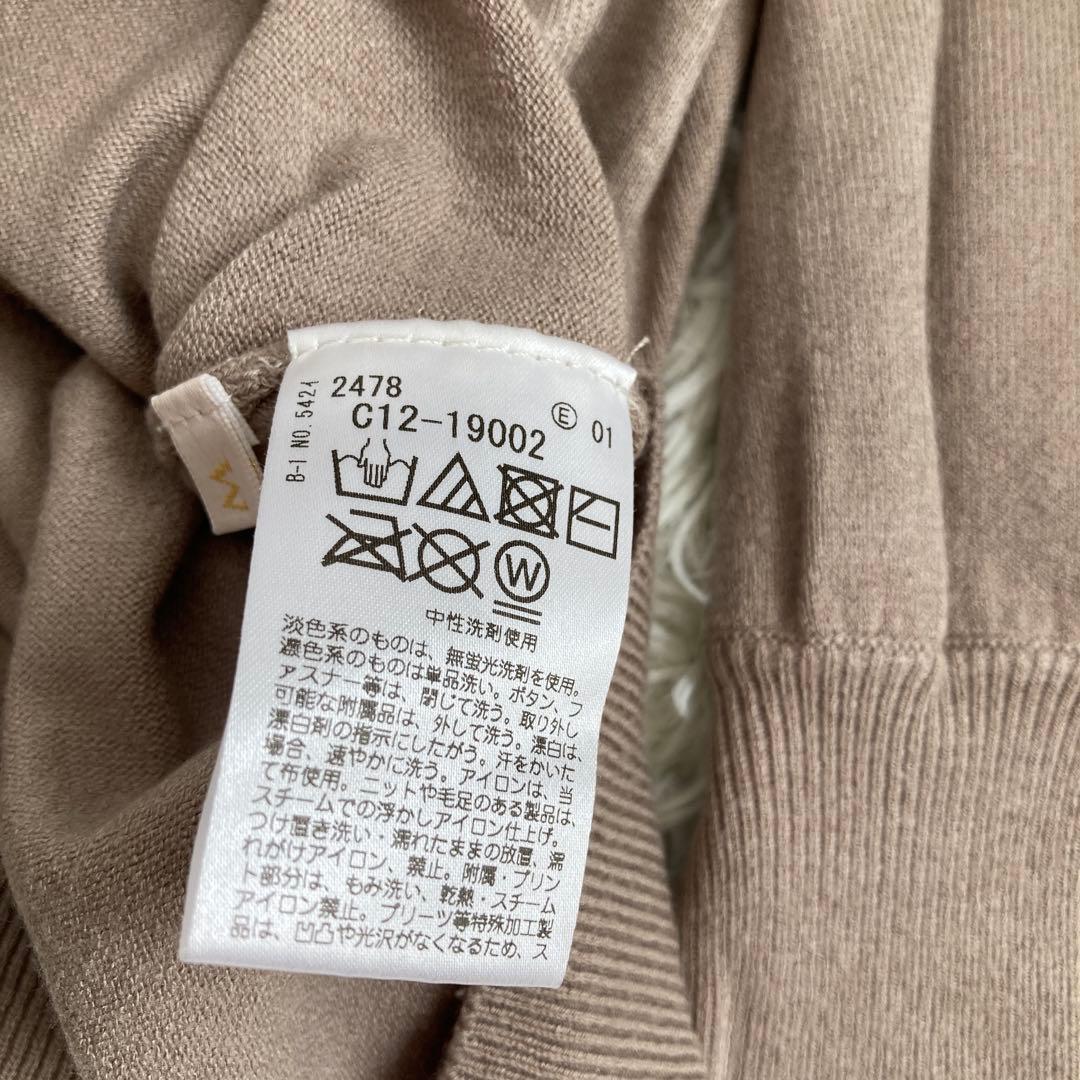 2478
C12-19002
Ⓔ 01
B-I NO.542イ
W
中性洗剤使用
淡色系のものは、無蛍光洗剤を使用。
濃色系のものは単品洗い。ボタン、フ
ァスナー等は、閉じて洗う。取り外し
可能な附属品は、外して洗う。漂白は、
漂白剤の指示にしたがう。汗をかいた
場合、速やかに洗う。アイロンは、当
て布使用。ニットや毛足のある製品は、
スチームでの浮かしアイロン仕上げ。
つけ置き洗い・濡れたままの放置、濡
れがけアイロン、禁止。附属・プリン
ト部分は、もみ洗い、乾熱・スチーム
アイロン禁止。プリーツ等特殊加工製
品は、凹凸や光沢がなくなるため、ス